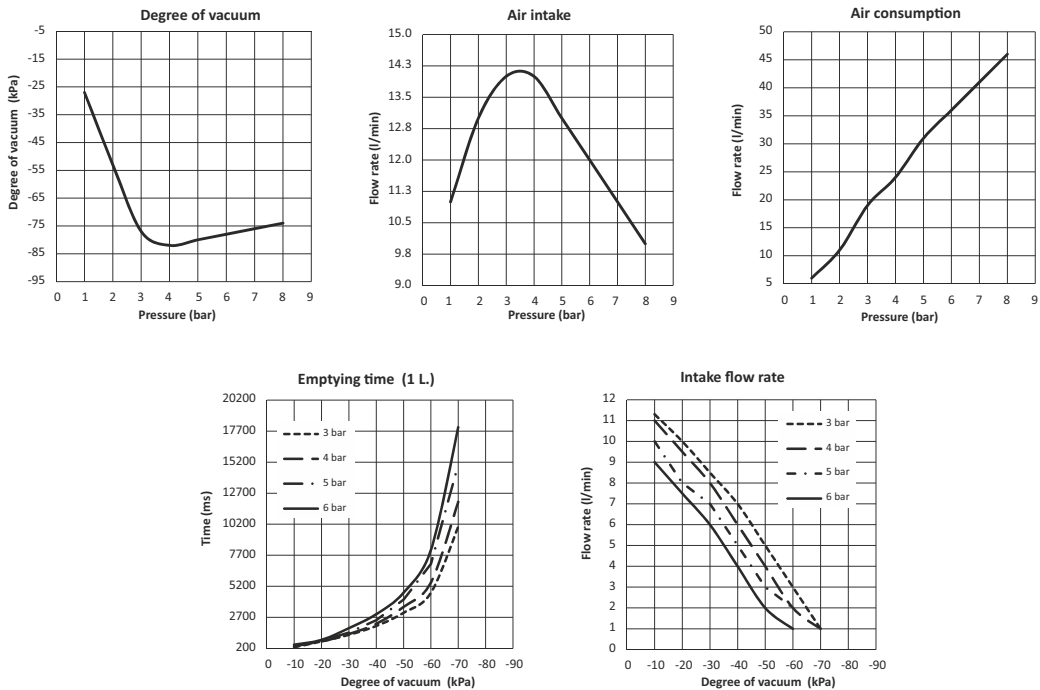 Degree of vacuum
Degree of vacuum (kPa)
-5
-15
-25
-35
-45
-55
-65
-75
-85
-95
0 1 2 3 4 5 6 7 8 9
Pressure (bar)
Air intake
Flow rate (l/min)
15.0
14.3
13.5
12.8
12.0
11.3
10.5
9.8
9.0
0 1 2 3 4 5 6 7 8 9
Pressure (bar)
Air consumption
Flow rate (l/min)
50
45
40
35
30
25
20
15
10
5
0 1 2 3 4 5 6 7 8 9
Pressure (bar)
Emptying time (1 L.)
Time (ms)
20200
17700
15200
12700
10200
7700
5200
2700
200
3 bar
4 bar
5 bar
6 bar
0 -10 -20 -30 -40 -50 -60 -70 -80 -90
Degree of vacuum (kPa)
Intake flow rate
Flow rate (l/min)
12
11
10
9
8
7
6
5
4
3
2
1
0
3 bar
4 bar
5 bar
6 bar
0 -10 -20 -30 -40 -50 -60 -70 -80 -90
Degree of vacuum (kPa)